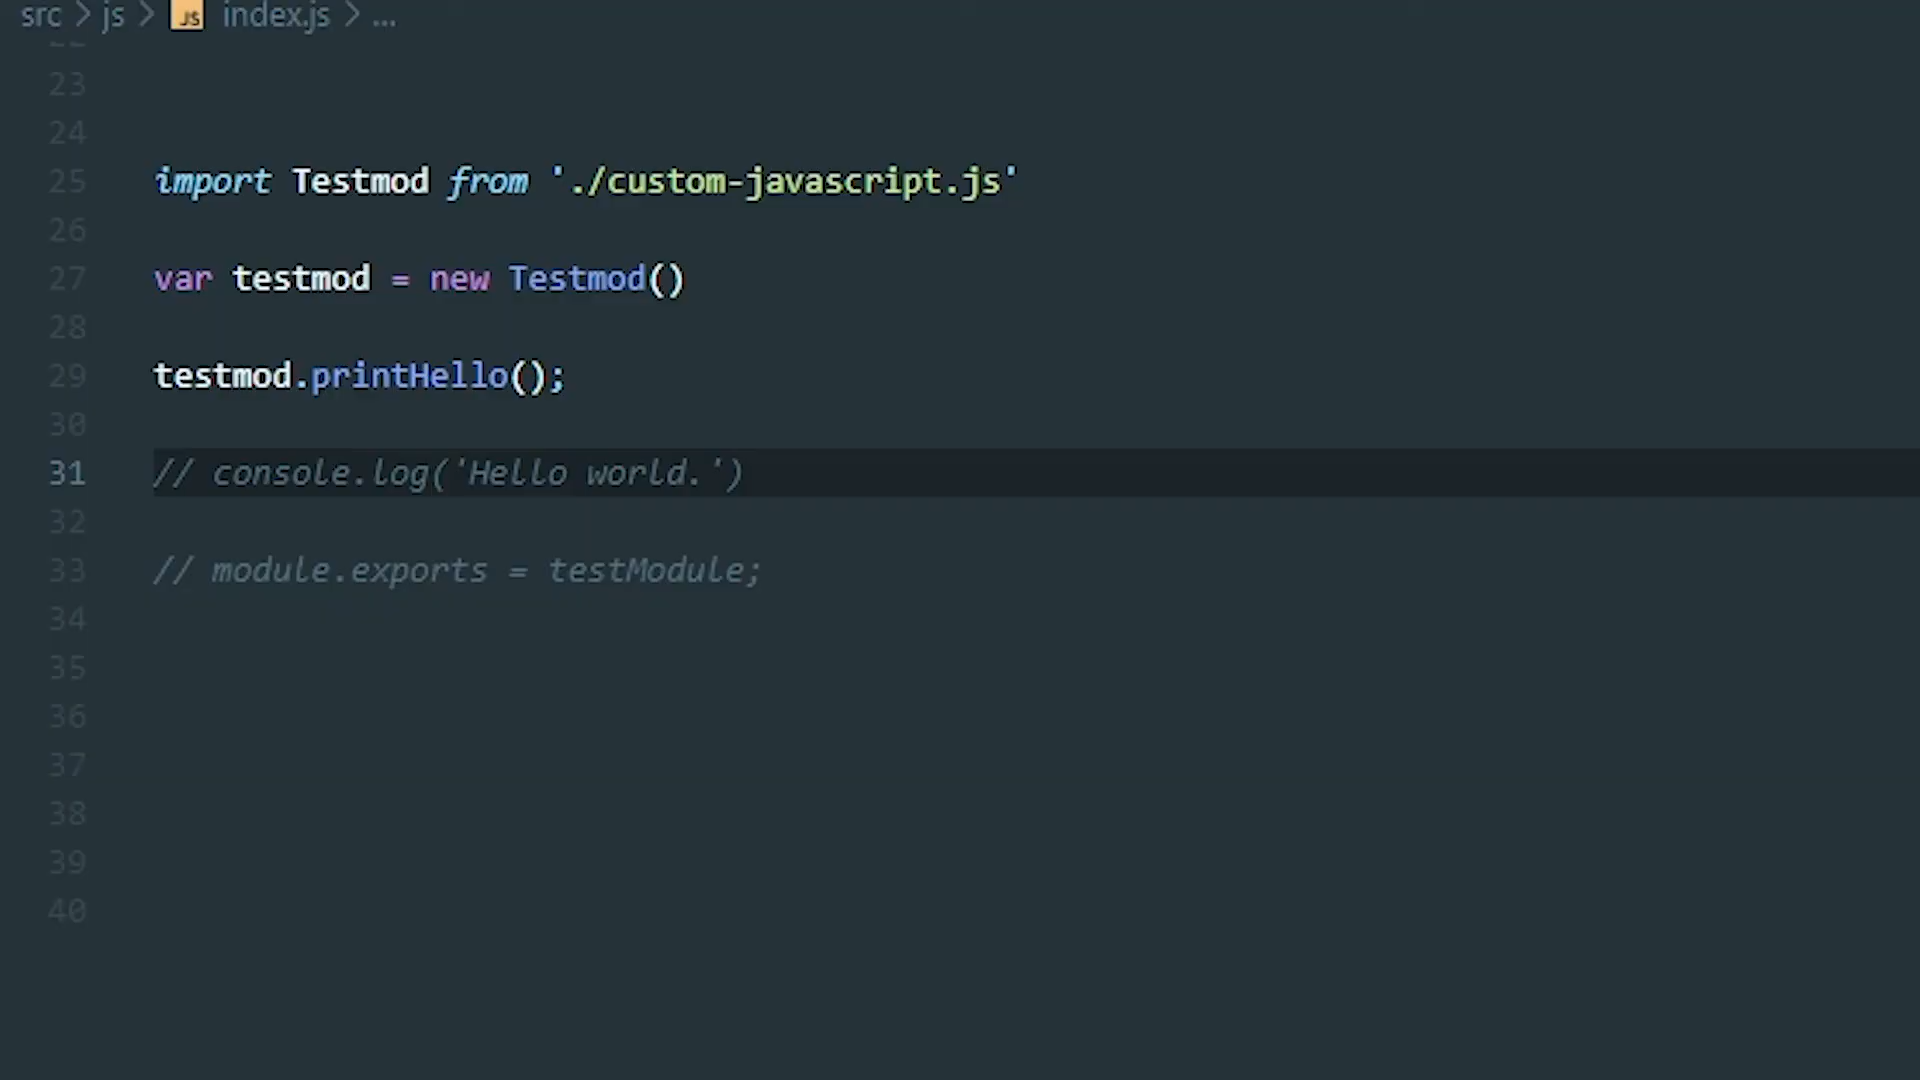 src > js > JS index.js > ...
22
23
24
25 import Testmod from './custom-javascript.js'
26
27 var testmod = new Testmod()
28
29 testmod.printHello();
30
31 // console.log('Hello world.')
32
33 // module.exports = testModule;
34
35
36
37
38
39
40